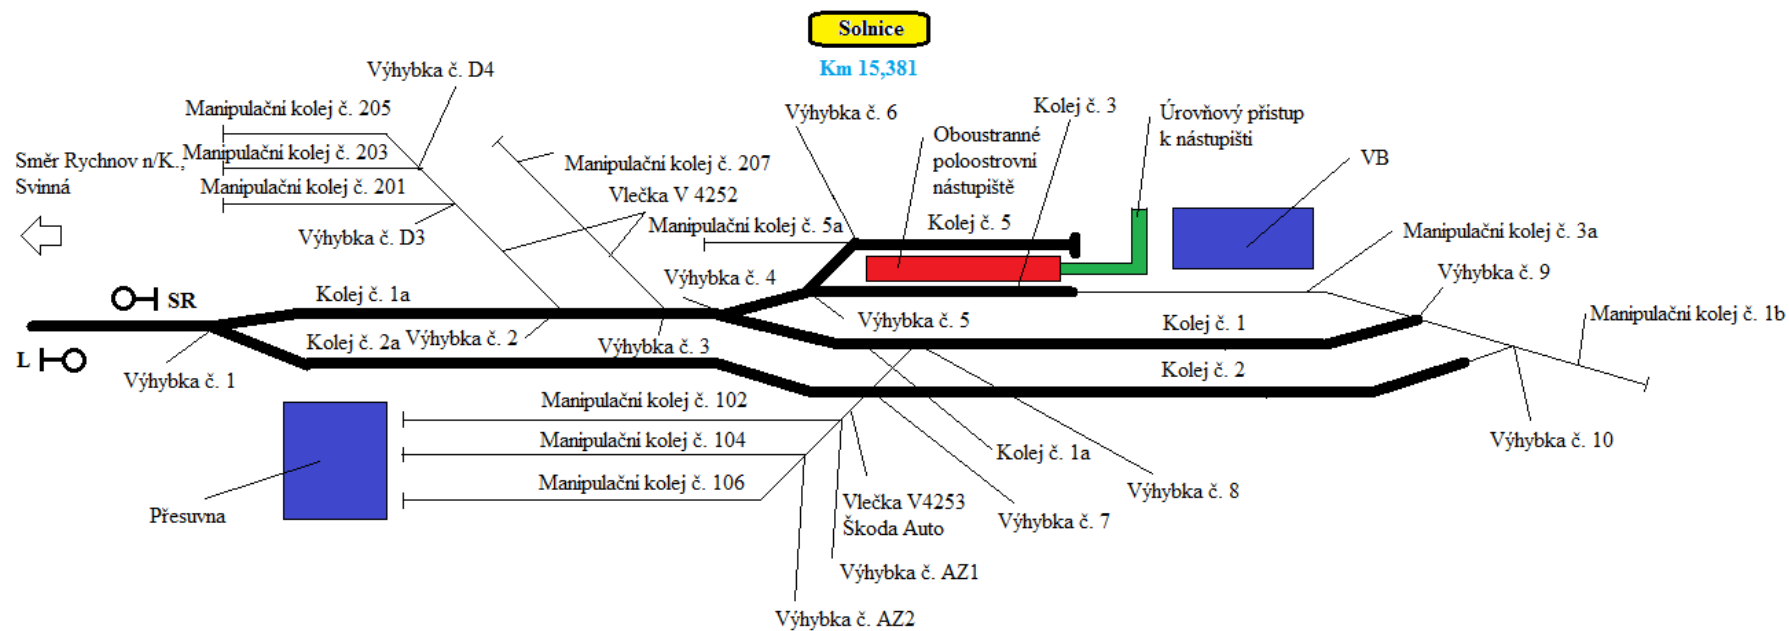 Solnice
Km 15,381
Výhybka č. D4
Manipulační kolej č. 205
Manipulační kolej č. 203
Manipulační kolej č. 201
Směr Rychnov n/K.,
Svinná
Výhybka č. D3
Manipulační kolej č. 207
Vlečka V 4252
Manipulační kolej č. 5a
Výhybka č. 6
Oboustranné
poloostrovní
nástupiště
Kolej č. 3
Úrovňový přístup
k nástupišti
VB
Kolej č. 5
Manipulační kolej č. 3a
Výhybka č. 9
Manipulační kolej č. 1b
Výhybka č. 4
SR
Kolej č. 1a
Výhybka č. 5
Kolej č. 1
L
Kolej č. 2a
Výhybka č. 2
Výhybka č. 3
Kolej č. 2
Výhybka č. 1
Manipulační kolej č. 102
Manipulační kolej č. 104
Manipulační kolej č. 106
Přesuvna
Kolej č. 1a
Výhybka č. 10
Výhybka č. 8
Vlečka V4253
Škoda Auto
Výhybka č. 7
Výhybka č. AZ1
Výhybka č. AZ2